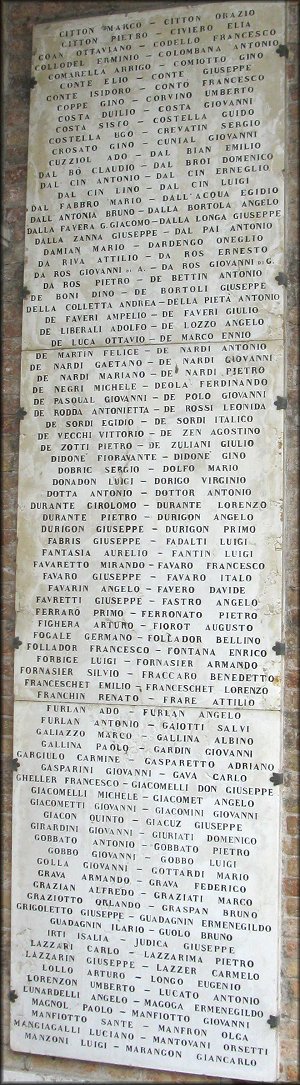 CITTON MARCO – CITTON ORAZIO
CITTON PIETRO – CIVIERO ELIA
COAN OTTAVIANO – CODELLO FRANCESCO
COLLODEL ERMINIO – COLOMBANA ANTONIO
COMARELLA ARRIGO – COMIOTTO GINO
CONTE ELIO – CONTE GIUSEPPE
CONTE ISIDORO – CONTO FRANCESCO
COPPE GINO – CORVINO UMBERTO
COSTA DUILIO – COSTA GIOVANNI
COSTA SISTO – COSTELLA GUIDO
COSTELLA UGO – CREVATIN SERGIO
CROSATO GINO – CUNIAL GIOVANNI
CUZZIOL ADO – DAL BIAN EMILIO
DAL BO CLAUDIO – DAL BROI DOMENICO
DAL CIN ANTONIO – DAL CIN ERNEGLIO
DAL CIN LINO – DAL CIN LUIGI
DAL FABBRO MARIO – DALL'ACQUA EGIDIO
DALL ANTONIA BRUNO – DALLA BORTOLA ANGELO
DALLA FAVERA G.GIACOMO – DALLA LONGA GIUSEPPE
DALLA ZANNA GIUSEPPE – DAL PAI ANTONIO
DAMIAN MARIO – DARDENGO ONEGLIO
DA RIVA ATTILIO – DA ROS ERNESTO
DA ROS GIOVANNI di A. – DA ROS GIOVANNI di G.
DA ROS PIETRO – DE BETTIN ANTONIO
DE BONI DINO – DE BORTOLI GIUSEPPE
DELLA COLLETTA ANDREA – DELLA PIETÀ ANTONIO
DE FAVERI AMPELIO – DE FAVERI GIULIO
DE LIBERALI ADOLFO – DE LOZZO ANGELO
DE LUCA OTTAVIO – DE MARCO ENNIO
DE MARTIN FELICE – DE NARDI ANTONIO
DE NARDI GAETANO – DE NARDI GIOVANNI
DE NARDI MARIANO – DE NARDI PIETRO
DE NEGRI MICHELE – DEOLA FERDINANDO
DE PASQUAL GIOVANNI – DE POLO GIOVANNI
DE RODDA ANTONIETTA – DE ROSSI LEONIDA
DE SORDI EGIDIO – DE SORDI ITALICO
DE VECCHI VITTORIO – DE ZEN AGOSTINO
DE ZOTTI PIETRO – DE ZULIANI GIULIO
DIDONÈ FIORAVANTE – DIDONÈ GINO
DOBRIC SERGIO – DOLFO MARIO
DONADON LUIGI – DORIGO VIRGINIO
DOTTA ANTONIO – DOTTOR ANTONIO
DURANTE GIROLOMO – DURANTE LORENZO
DURANTE PIETRO – DURIGON ANGELO
DURIGON GIUSEPPE – DURIGON PRIMO
FABRIS GIUSEPPE – FADALTI LUIGI
FANTASIA AURELIO – FANTIN LUIGI
FAVARETTO MIRANDO – FAVARO FRANCESCO
FAVARO GIUSEPPE – FAVARO ITALO
FAVARIN ANGELO – FAVERO DAVIDE
FAVRETTI GIUSEPPE – FASTRO ANGELO
FERRARO PRIMO – FERRONATO PIETRO
FIGHERA ARTURO – FIOROT AUGUSTO
FOGALE GERMANO – FOLLADOR BELLINO
FOLLADOR FRANCESCO – FONTANA ENRICO
FORBIGE LUIGI – FORNASIER ARMANDO
FORNASIER SILVIO – FRACCARO BENEDETTO
FRANCESCHET EMILIO – FRANCESCHET LORENZO
FRANCHIN RENATO – FRARE ATTILIO
FURLAN ADO – FURLAN ANGELO
FURLAN ANTONIO – GAIOTTI SALVI
GALIAZZO MARCO – GALLINA ALBINO
GALLINA PAOLO – GARDIN GIOVANNI
GARGIULO CARMINE – GASPARETTO ADRIANO
GASPARINI GIOVANNI – GAVA CARLO
GHELLER FRANCESCO – GIACOMELLI DON GIUSEPPE
GIACOMELLI MICHELE – GIACOMET ANGELO
GIACOMETTI GIOVANNI – GIACOMINI GIOVANNI
GIACON QUINTO – GIACUZ GIUSEPPE
GIRARDINI GIOVANNI – GIURIATI DOMENICO
GOBBATO ANTONIO – GOBBATO PIETRO
GOBBO GIOVANNI – GOBBO LUIGI
GOLLA GIOVANNI – GOTTARDI MARIO
GRAVA ARMANDO – GRAVA FEDERICO
GRAZIAN ALFREDO – GRAZIATI MARCO
GRAZIOTTO ORLANDO – GRASPAN BRUNO
GRIGOLETTO GIUSEPPE – GUADAGNIN ERMENEGILDO
GUADAGNIN ILARIO – GUOLO BRUNO
IRTI ISALIA – JUDICA GIUSEPPE
LAZZARI CARLO – LAZZARIMA PIETRO
LAZZARIN GIUSEPPE – LAZZER CARMELO
LOLLO ARTURO – LONGO EUGENIO
LORENZON UMBERTO – LUCATO ANTONIO
LUNARDELLI ANGELO – MAGOGA ERMENEGILDO
MAGNOL PAOLO – MANFIOTTO GIOVANNI
MANFIOTTO SANTE – MANFRON OLGA
MANGIAGALLI LUCIANO – MANTOVANI ORSETTI
MANZONI LUIGI – MARANGON GIANCARLO